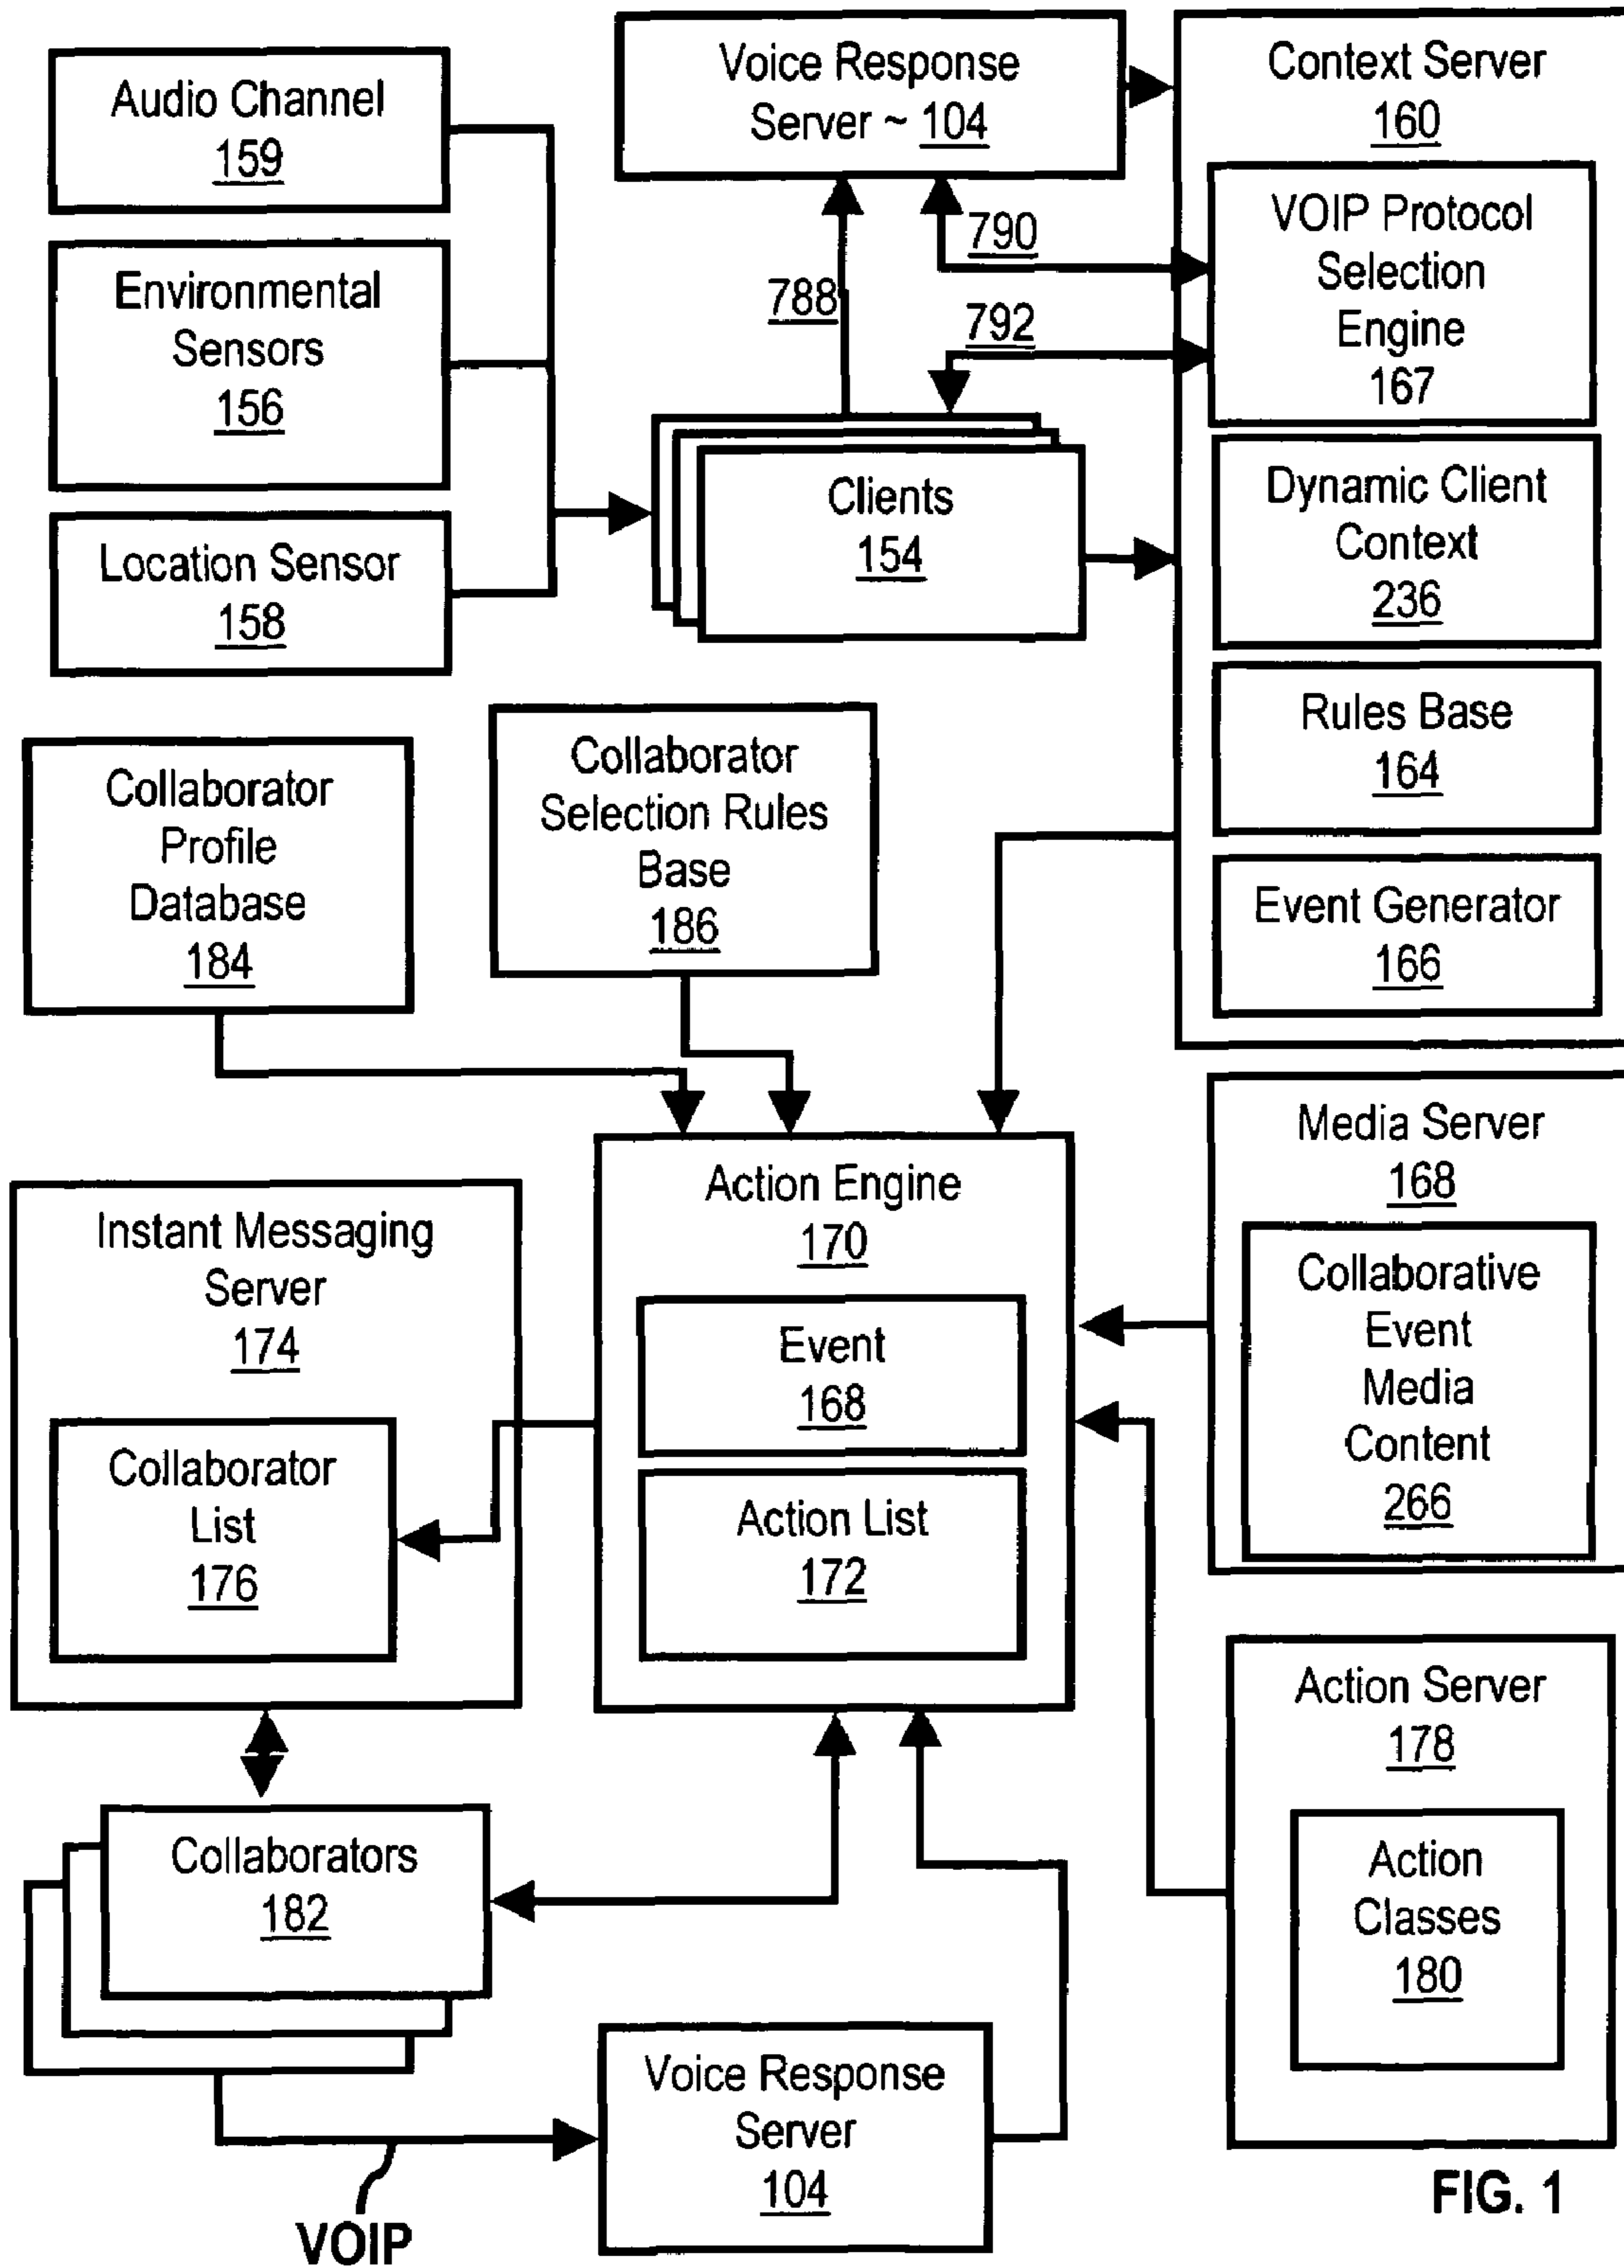 Audio Channel
159
Environmental
Sensors
156
Location Sensor
158
Voice Response
Server ~ 104
788
790
792
Clients
154
Context Server
160
VOIP Protocol
Selection
Engine
167
Dynamic Client
Context
236
Rules Base
164
Event Generator
166
Collaborator
Profile
Database
184
Collaborator
Selection Rules
Base
186
Action Engine
170
Event
168
Action List
172
Instant Messaging
Server
174
Collaborator
List
176
Media Server
168
Collaborative
Event
Media
Content
266
Action Server
178
Action
Classes
180
Collaborators
182
Voice Response
Server
104
VOIP
FIG. 1